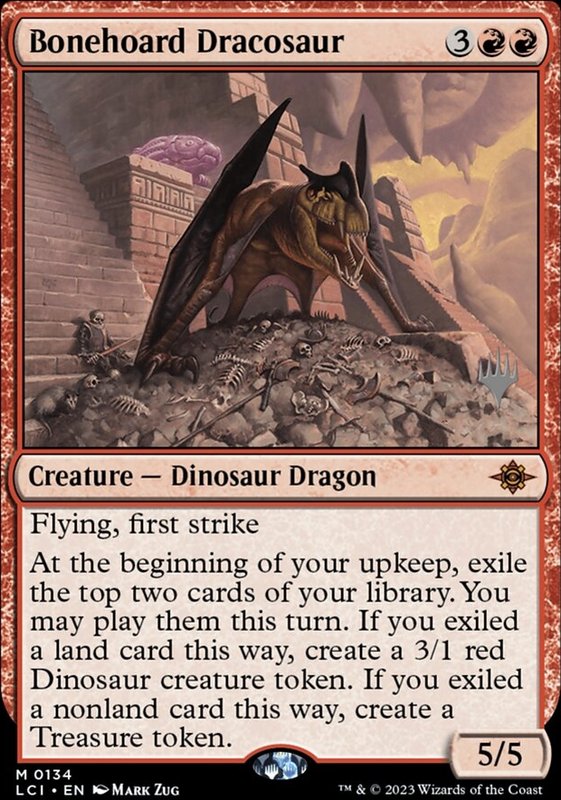 Bonehoard Dracosaur 3
Creature — Dinosaur Dragon
Flying, first strike
At the beginning of your upkeep, exile
the top two cards of your library. You
may play them this turn. If you exiled
a land card this way, create a 3/1 red
Dinosaur creature token. If you exiled
a nonland card this way, create a
Treasure token.
5/5
M 0134
LCI • EN Mark Zug
™ & © 2023 Wizards of the Coast